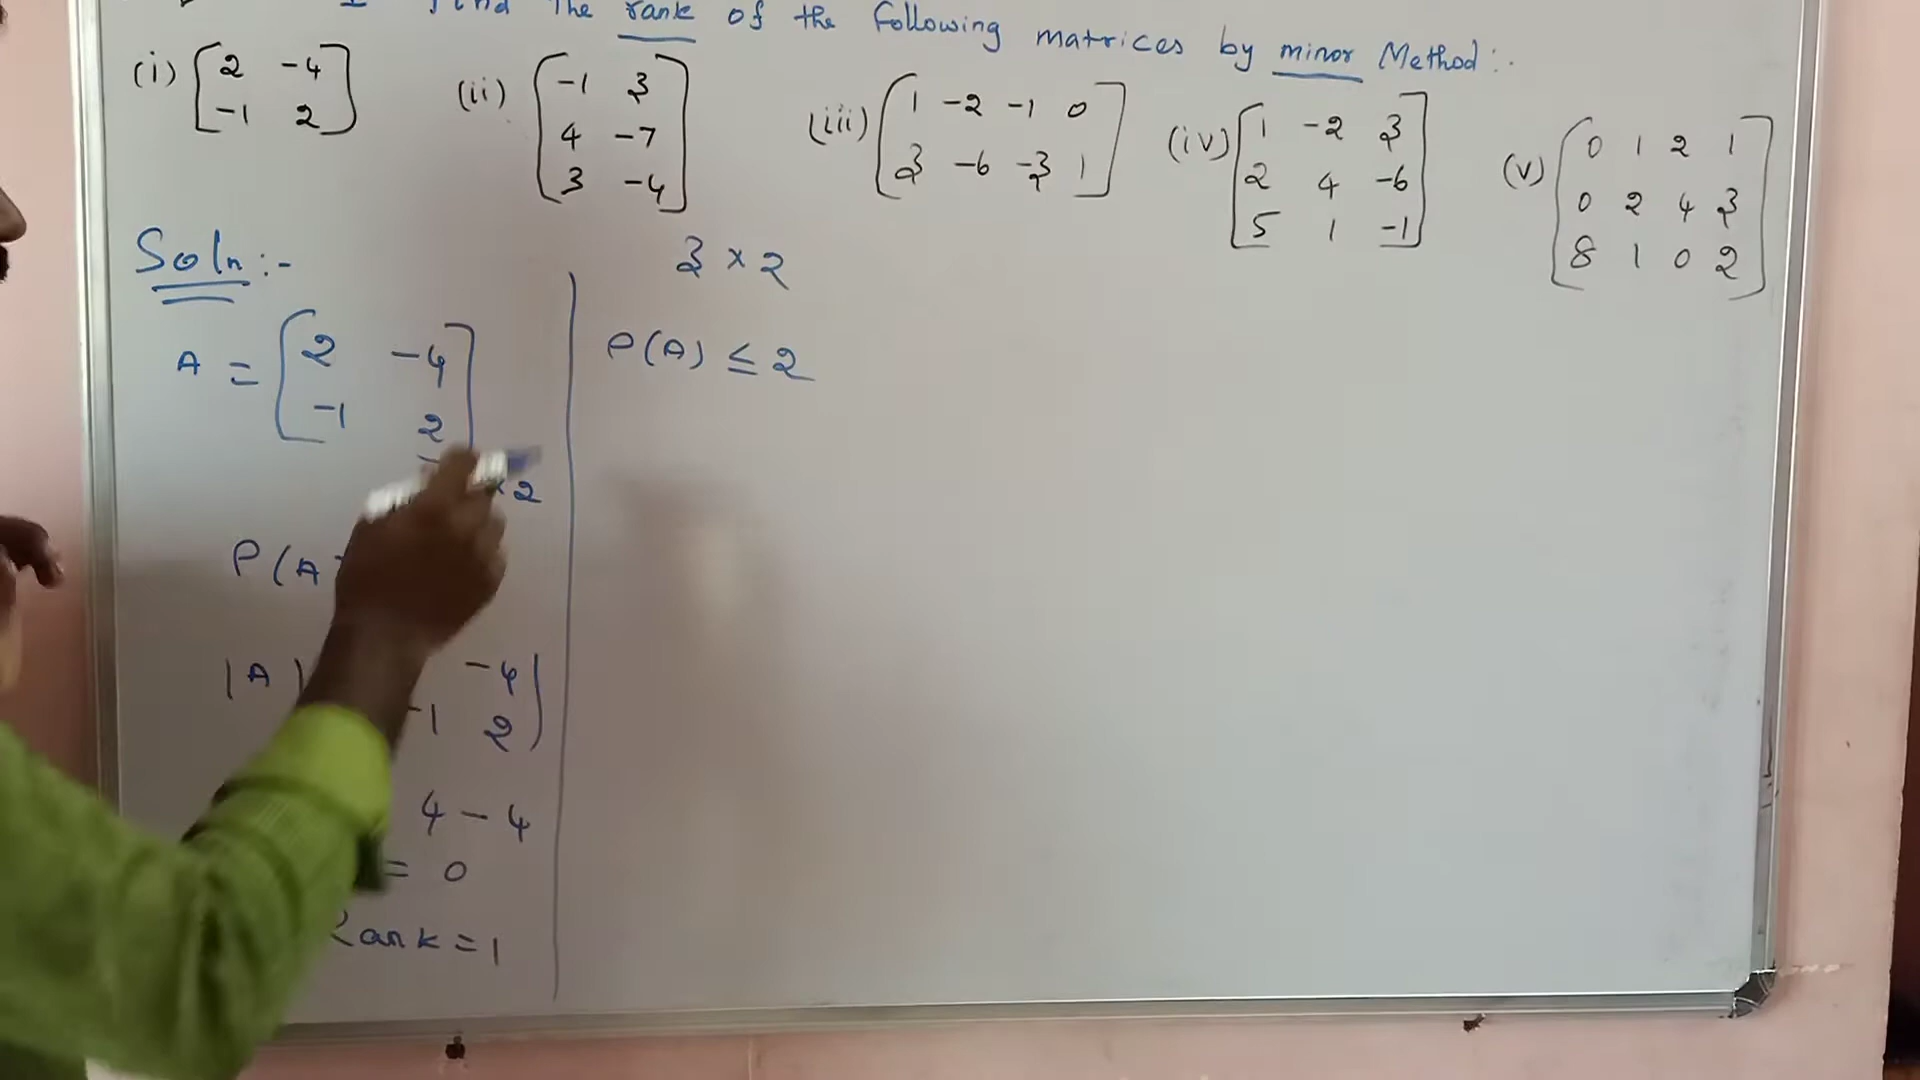 Find the rank of the following matrices by minor Method:-
(i) [2 -4
-1 2]
(ii) [-1 3
4 -7
3 -4]
(iii) [1 -2 -1 0
3 -6 -3 1]
(iv) [1 -2 3
2 4 -6
5 1 -1]
(v) [0 1 2 1
0 2 4 3
8 1 0 2]
Soln:-
A = [2 -4
-1 2]
×2
ρ(A
|A| -4
-1 2|
4 - 4
= 0
Rank = 1
3 × 2
ρ(A) ≤ 2